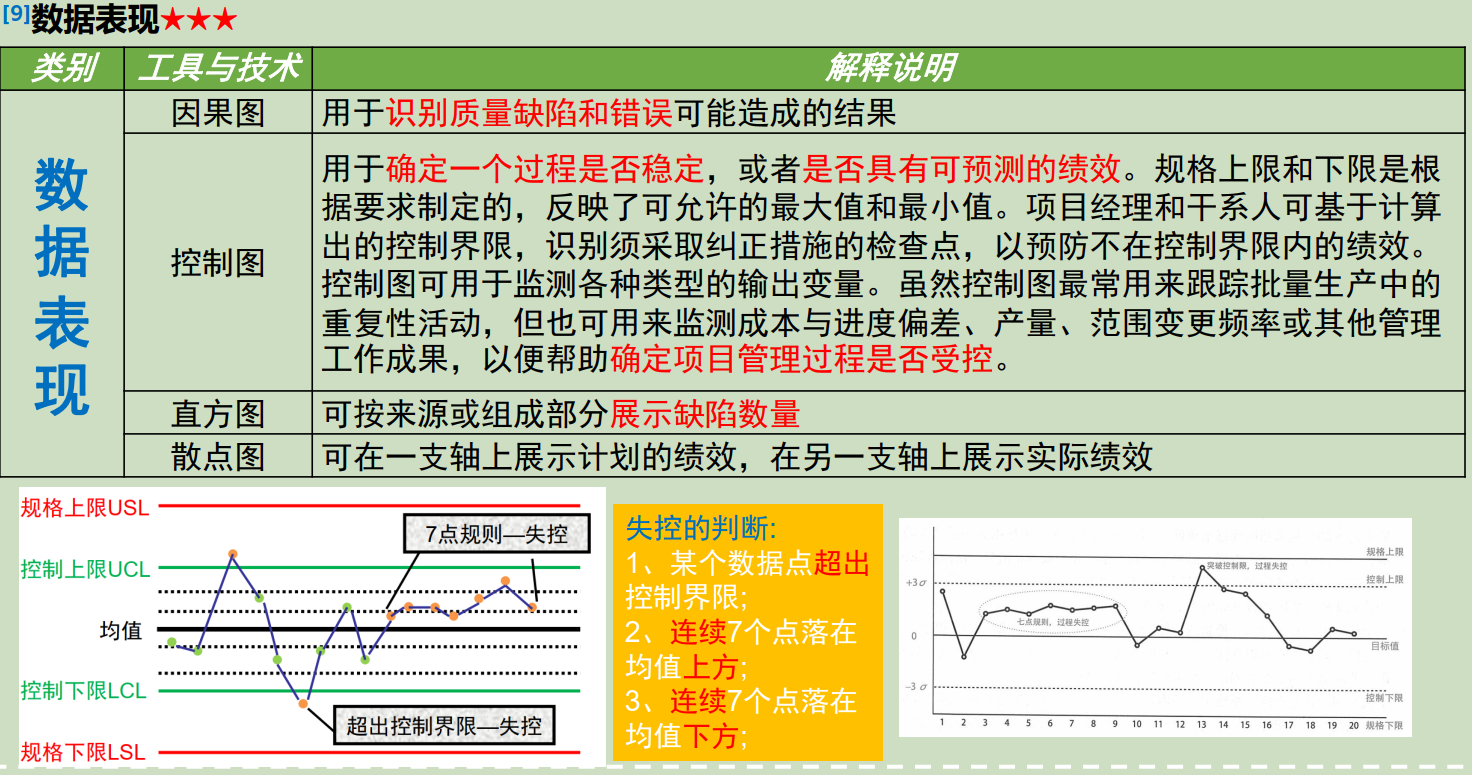 [9]数据表现★★★
类别 工具与技术 解释说明
数据表现
因果图 用于识别质量缺陷和错误可能造成的结果
控制图
用于确定一个过程是否稳定，或者是否具有可预测的绩效。规格上限和下限是根
据要求制定的，反映了可允许的最大值和最小值。项目经理和干系人可基于计算
出的控制界限，识别须采取纠正措施的检查点，以预防不在控制界限内的绩效。
控制图可用于监测各种类型的输出变量。虽然控制图最常用来跟踪批量生产中的
重复性活动，但也可用来监测成本与进度偏差、产量、范围变更频率或其他管理
工作成果，以便帮助确定项目管理过程是否受控。
直方图 可按来源或组成部分展示缺陷数量
散点图 可在一支轴上展示计划的绩效，在另一支轴上展示实际绩效
规格上限USL
7点规则—失控
控制上限UCL
均值
控制下限LCL
超出控制界限—失控
规格下限LSL
失控的判断:
1、某个数据点超出
控制界限;
2、连续7个点落在
均值上方;
3、连续7个点落在
均值下方;
规格上限
突破控制限，过程失控
+3σ 控制上限
七点规则，过程失控
0 目标值
-3 σ 控制下限
1 2 3 4 5 6 7 8 9 10 11 12 13 14 15 16 17 18 19 20 规格下限